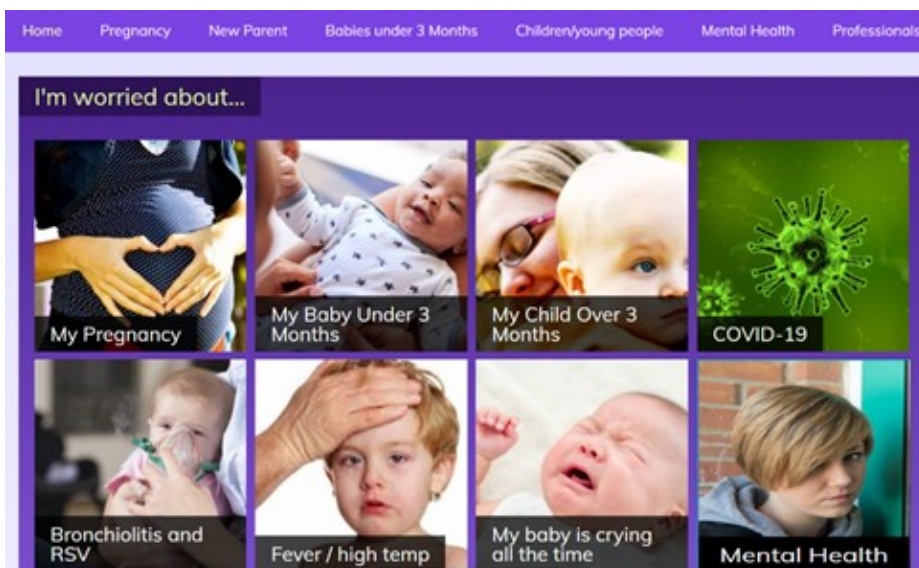 Home Pregnancy New Parent Babies under 3 Months Children/young people Mental Health Professionals
I'm worried about...
My Pregnancy
My Baby Under 3
Months
My Child Over 3
Months
COVID-19
Bronchiolitis and
RSV
Fever / high temp
My baby is crying
all the time
Mental Health